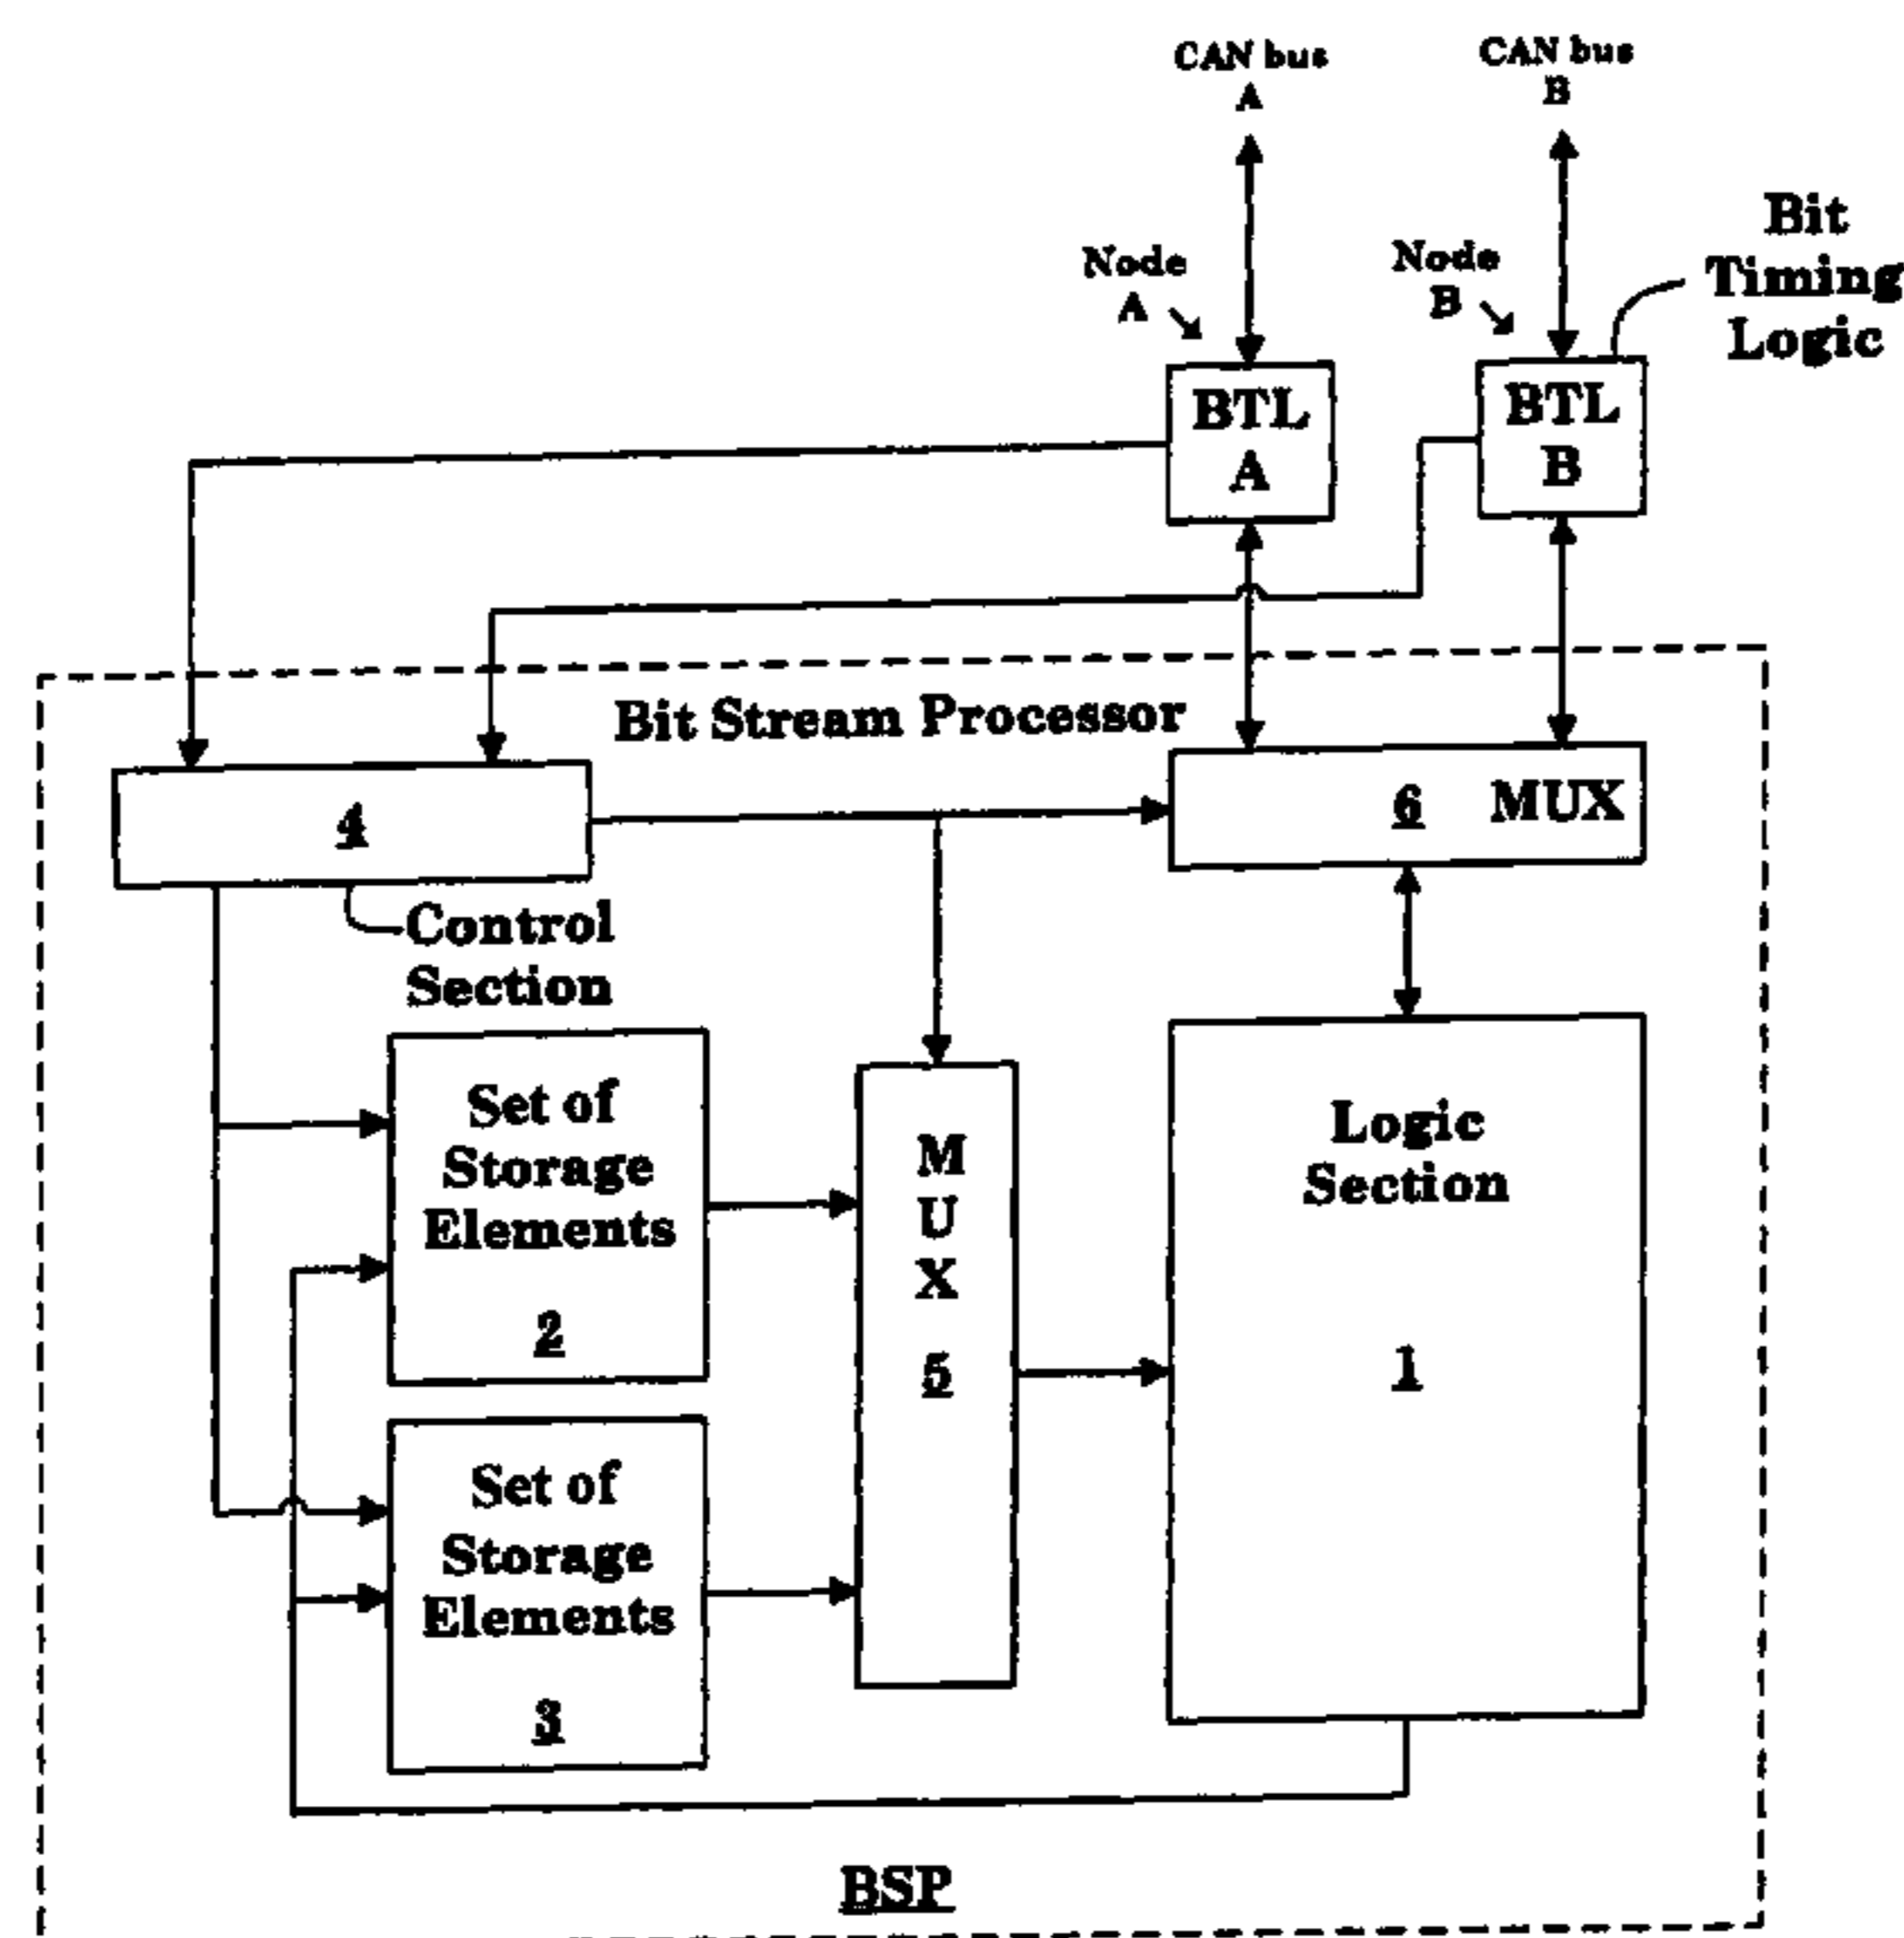 CAN bus
A
CAN bus
B
Node
A
Node
B
Bit
Timing
Logic
BTL
A
BTL
B
Bit Stream Processor
4
6 MUX
Control
Section
Set of
Storage
Elements
2
M
U
X
5
Logic
Section
1
Set of
Storage
Elements
3
BSP